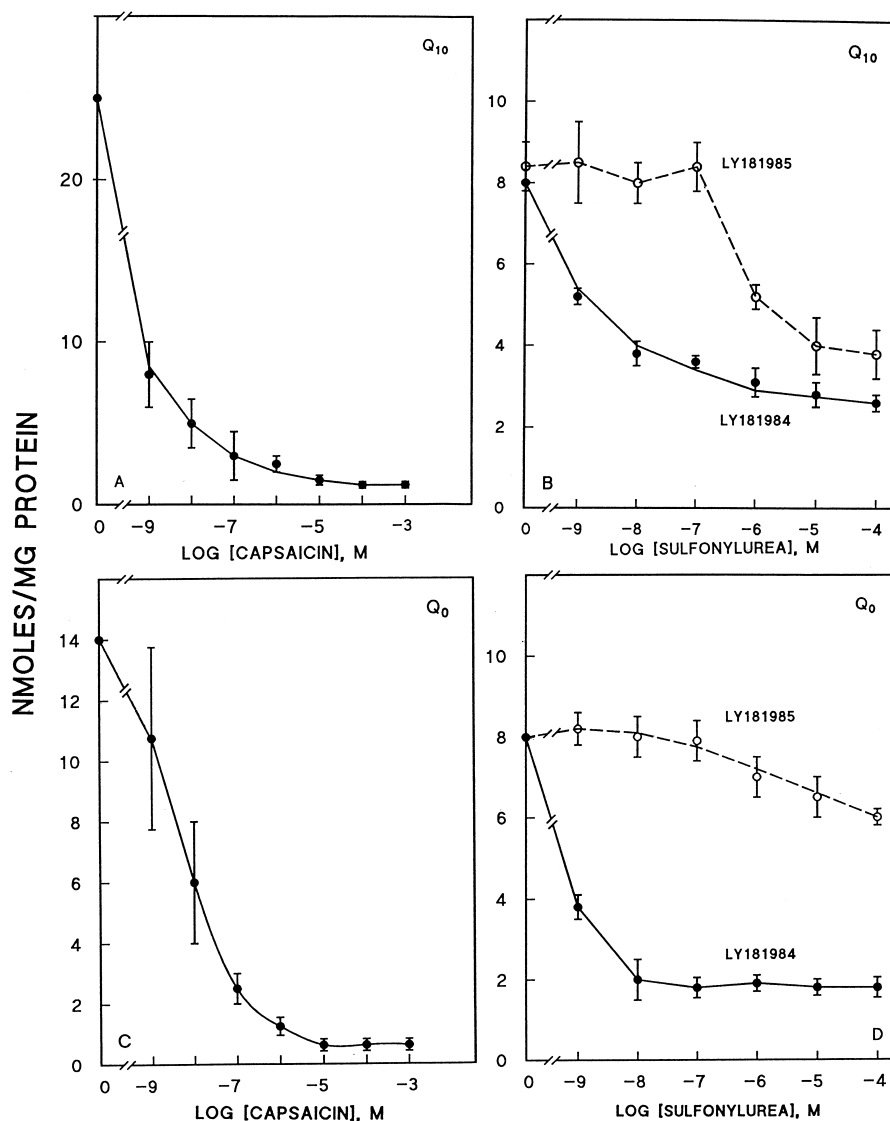 NMOLES/MG PROTEIN
Q10
20
10
0
A
0 −9 −7 −5 −3
LOG [CAPSAICIN], M
Q10
10
8
6
4
2
0
LY181985
LY181984
B
0 −9 −8 −7 −6 −5 −4
LOG [SULFONYLUREA], M
Q0
14
12
10
8
6
4
2
0
C
0 −9 −7 −5 −3
LOG [CAPSAICIN], M
Q0
10
8
6
4
2
0
LY181985
LY181984
D
0 −9 −8 −7 −6 −5 −4
LOG [SULFONYLUREA], M